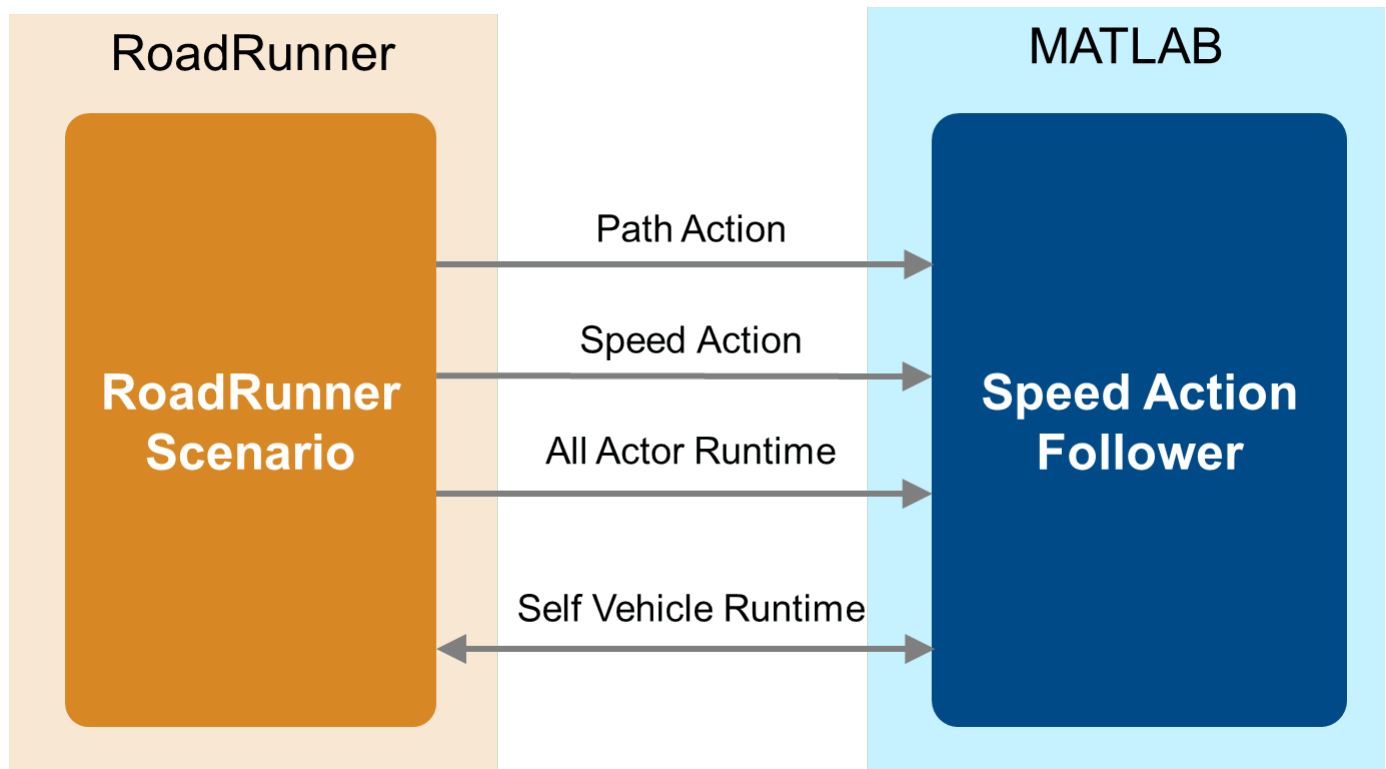 RoadRunner
MATLAB
Path Action
Speed Action
RoadRunner
Scenario
Speed Action
Follower
All Actor Runtime
Self Vehicle Runtime